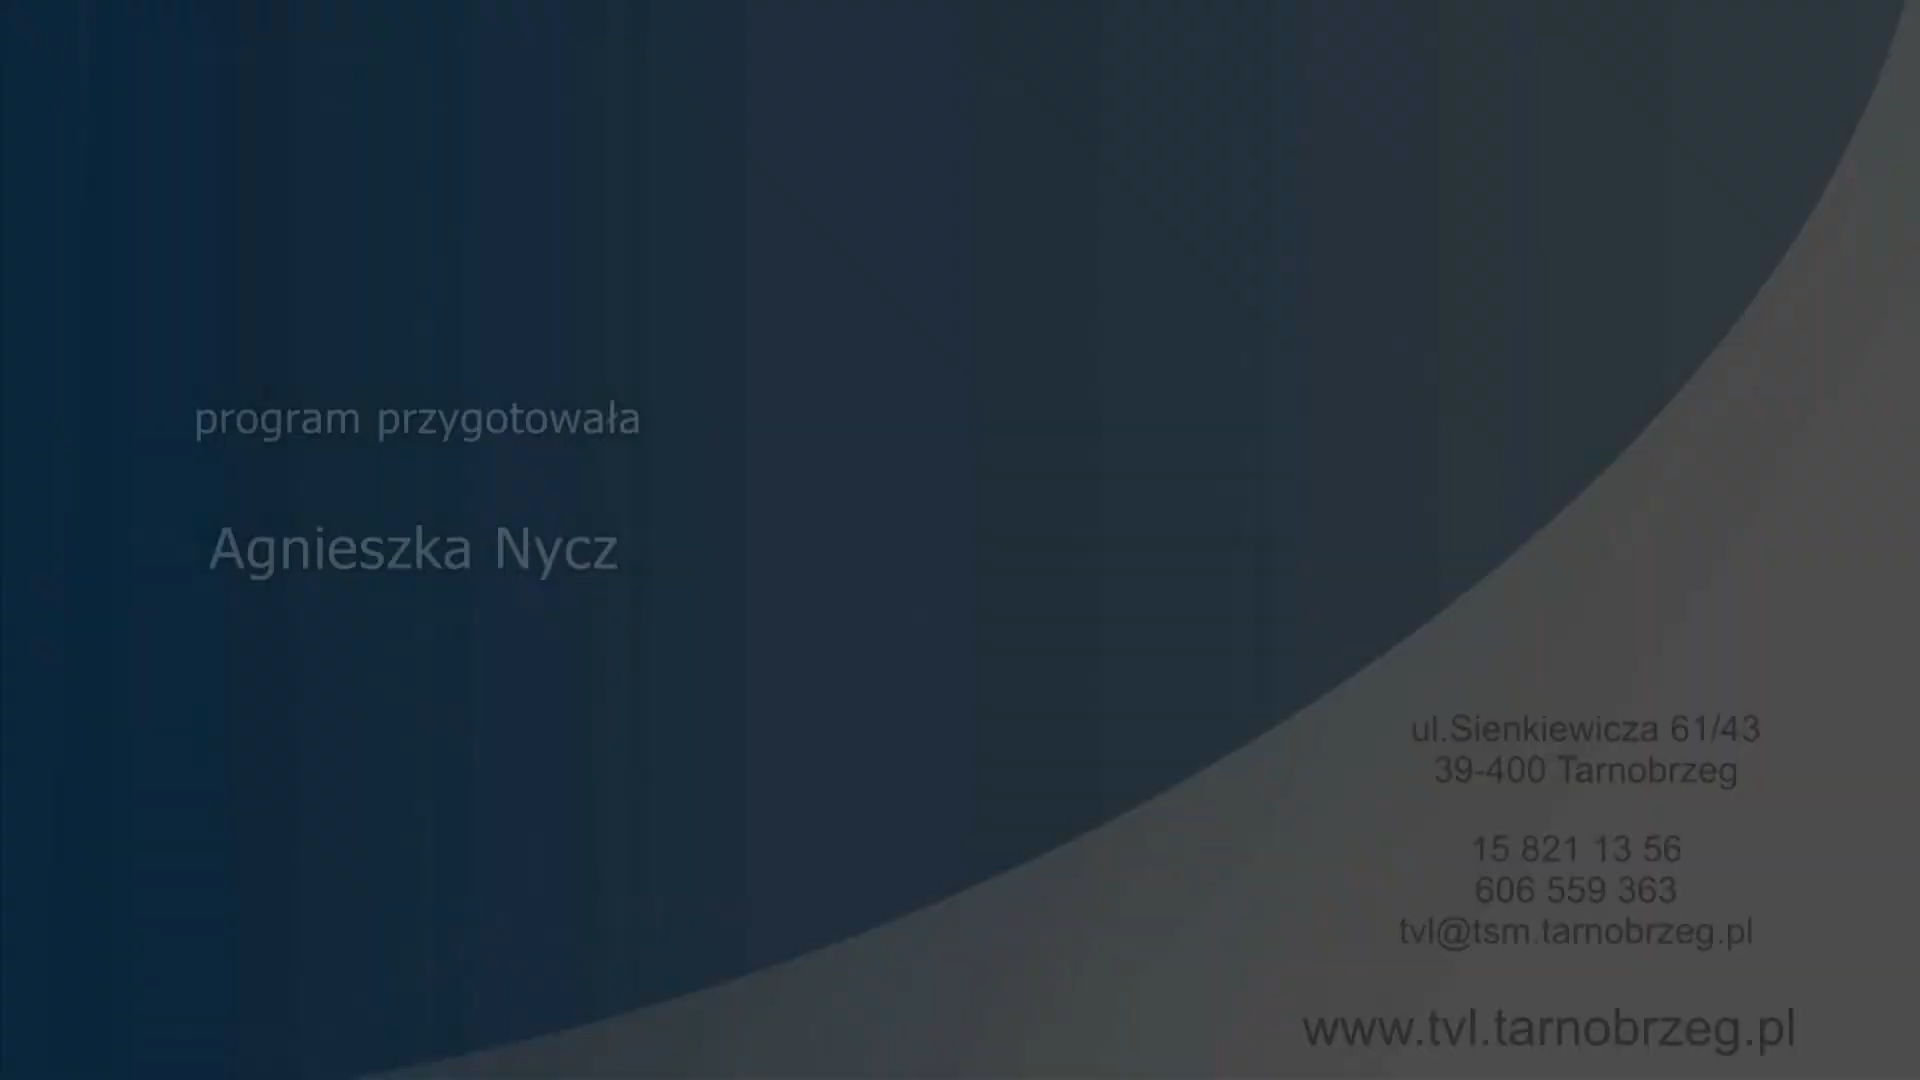 program przygotowała
Agnieszka Nycz
ul.Sienkiewicza 61/43
39-400 Tarnobrzeg
15 821 13 56
606 559 363
tvl@tsm.tarnobrzeg.pl
www.tvl.tarnobrzeg.pl